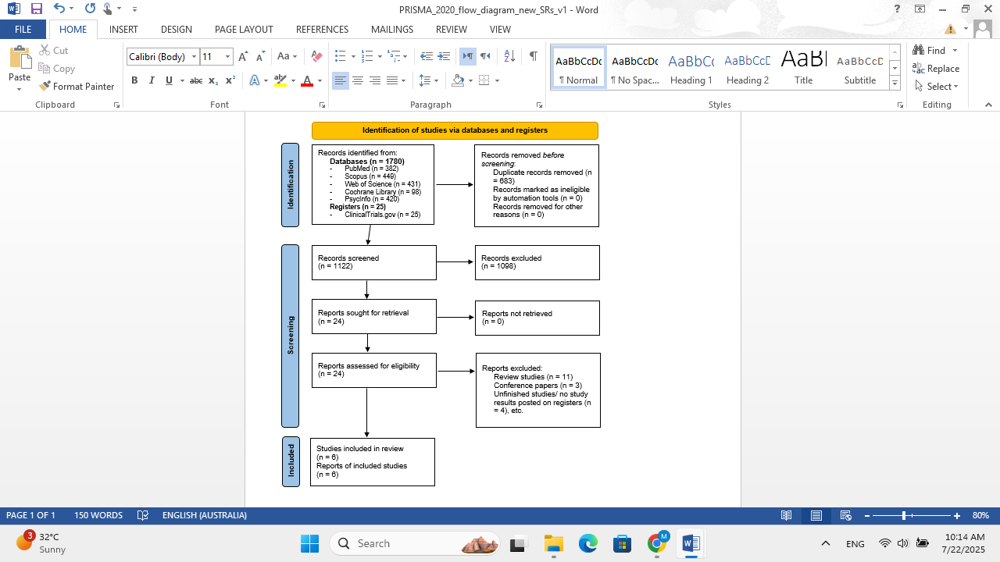 PRISMA_2020_flow_diagram_new_SRs_v1 - Word
FILE
HOME
INSERT
DESIGN
PAGE LAYOUT
REFERENCES
MAILINGS
REVIEW
VIEW
Paste
Cut
Copy
Format Painter
Clipboard
Calibri (Body)
11
Font
Paragraph
AaBbCcDc
¶ Normal
AaBbCcDc
¶ No Spac...
AaBbCc
Heading 1
AaBbCcD
Heading 2
AaBb
Title
AaBbCcD
Subtitle
Styles
Find
Replace
Select
Editing
Identification of studies via databases and registers
Identification
Records identified from:
Databases (n = 1780)
- PubMed (n = 382)
- Scopus (n = 449)
- Web of Science (n = 431)
- Cochrane Library (n = 98)
- PsycInfo (n = 420)
Registers (n = 25)
- ClinicalTrials.gov (n = 25)
Records removed before
screening:
Duplicate records removed (n
= 683)
Records marked as ineligible
by automation tools (n = 0)
Records removed for other
reasons (n = 0)
Screening
Records screened
(n = 1122)
Records excluded
(n = 1098)
Reports sought for retrieval
(n = 24)
Reports not retrieved
(n = 0)
Reports assessed for eligibility
(n = 24)
Reports excluded:
Review studies (n = 11)
Conference papers (n = 3)
Unfinished studies/ no study
results posted on registers (n
= 4), etc.
Included
Studies included in review
(n = 6)
Reports of included studies
(n = 6)
PAGE 1 OF 1
150 WORDS
ENGLISH (AUSTRALIA)
80%
3
32°C
Sunny
Search
M
ENG
10:14 AM
7/22/2025